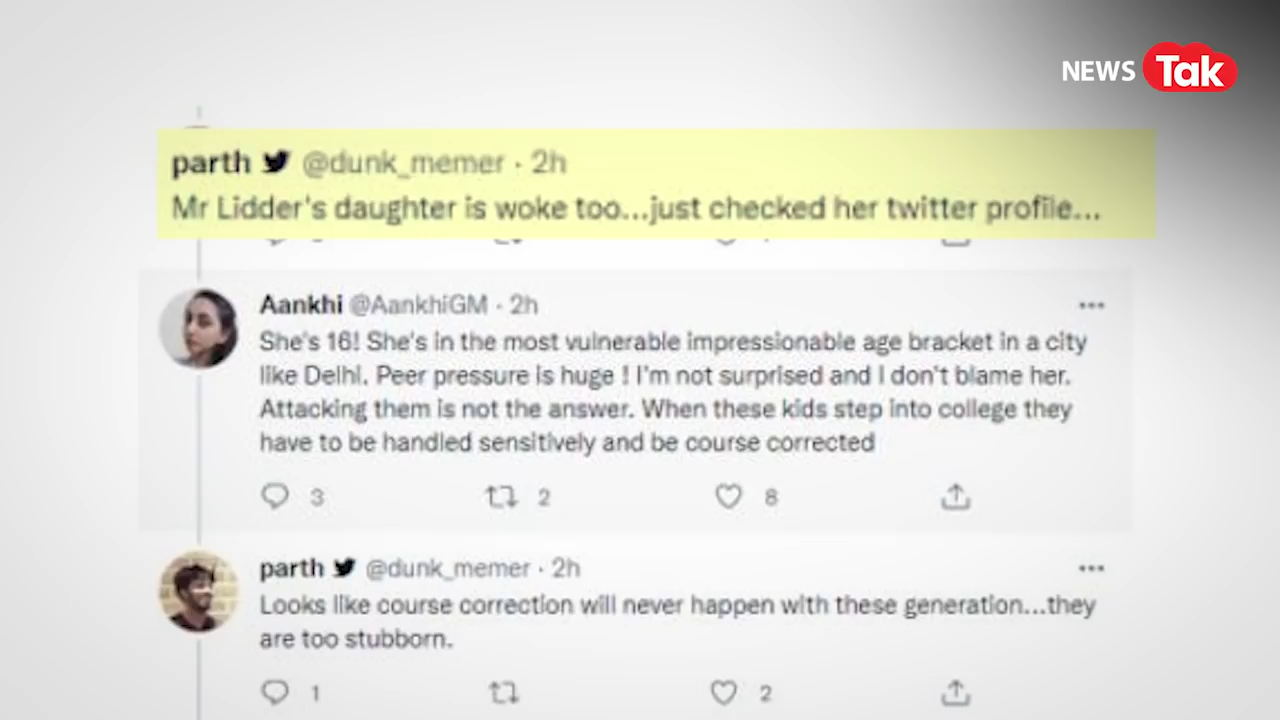 NEWS Tak
parth @dunk_memer · 2h
Mr Lidder's daughter is woke too...just checked her twitter profile...
Aankhi @AankhiGM · 2h
She's 16! She's in the most vulnerable impressionable age bracket in a city
like Delhi. Peer pressure is huge ! I'm not surprised and I don't blame her.
Attacking them is not the answer. When these kids step into college they
have to be handled sensitively and be course corrected
3 2 8
parth @dunk_memer · 2h
Looks like course correction will never happen with these generation...they
are too stubborn.
1 2